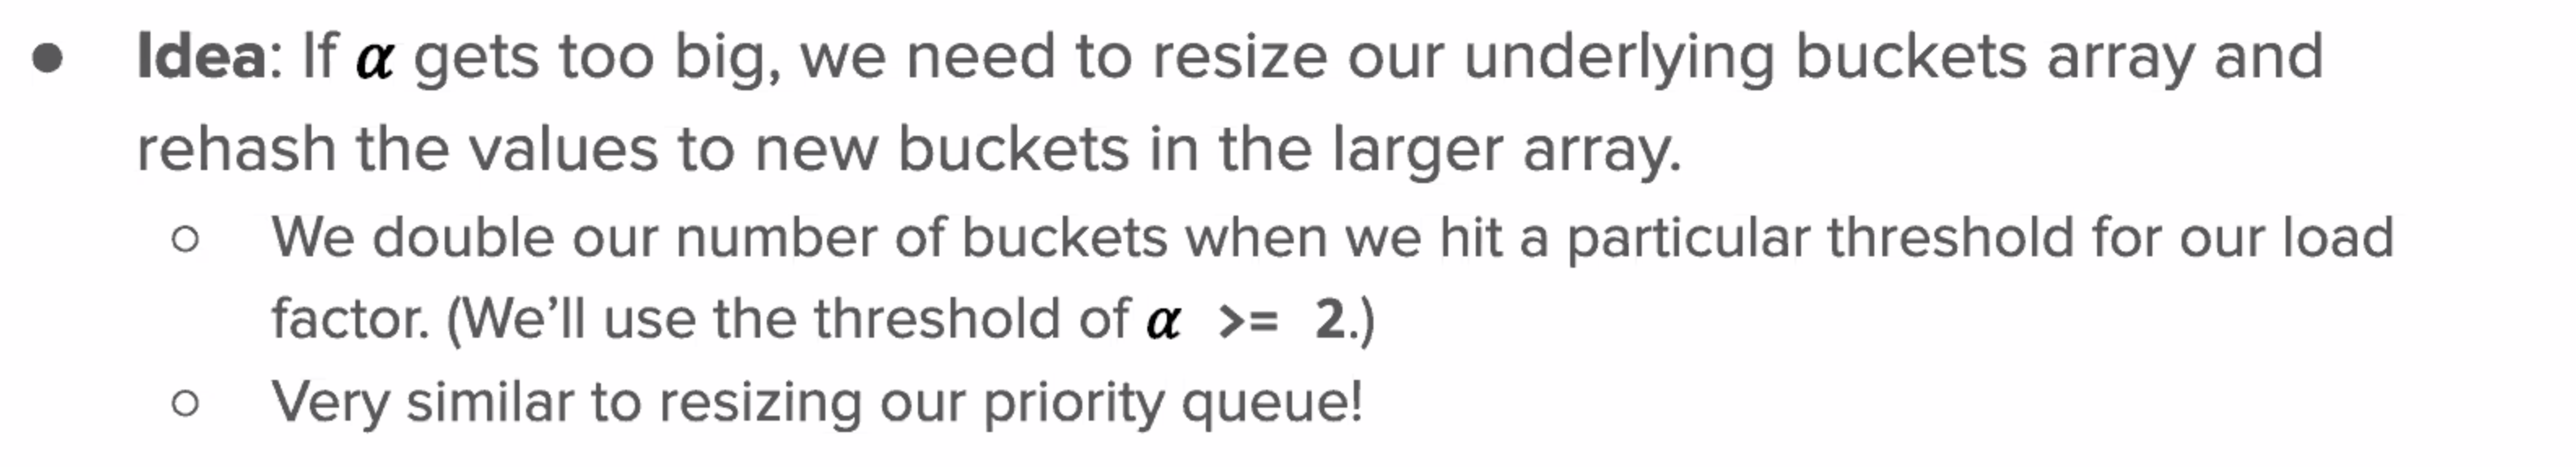 ● Idea: If α gets too big, we need to resize our underlying buckets array and
rehash the values to new buckets in the larger array.
○ We double our number of buckets when we hit a particular threshold for our load
factor. (We’ll use the threshold of α >= 2.)
○ Very similar to resizing our priority queue!